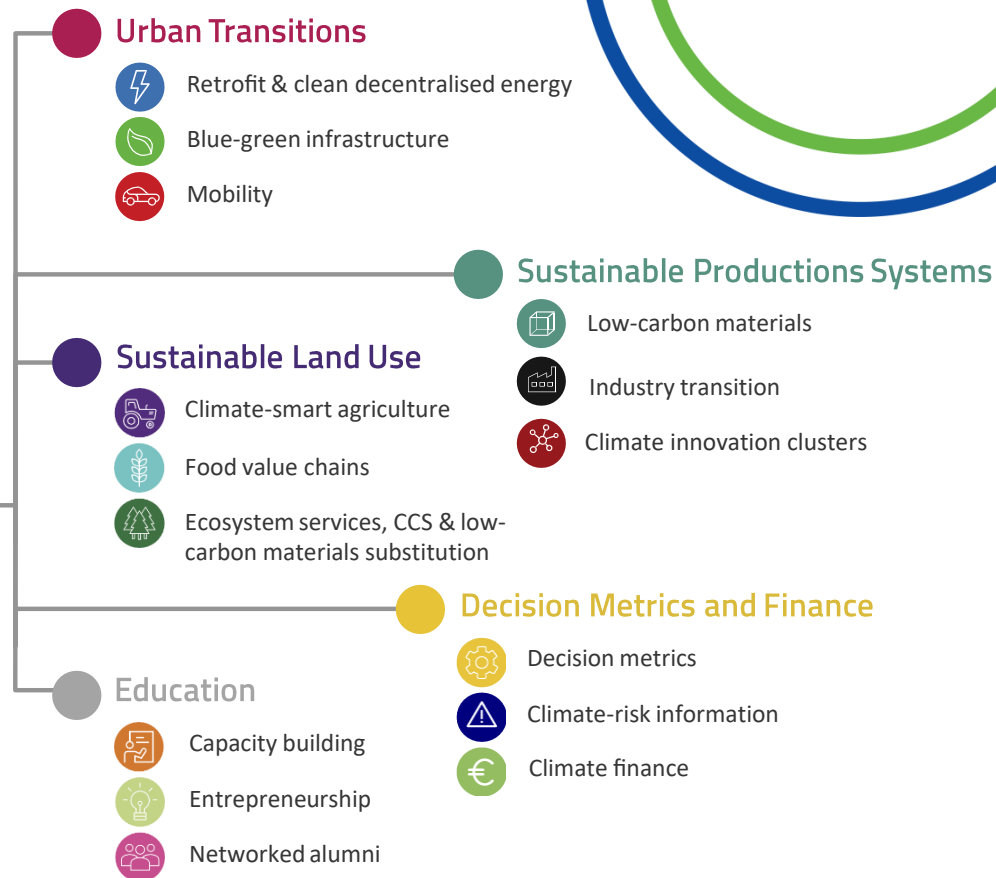 Urban Transitions
Retrofit & clean decentralised energy
Blue-green infrastructure
Mobility
Sustainable Productions Systems
Low-carbon materials
Industry transition
Climate innovation clusters
Sustainable Land Use
Climate-smart agriculture
Food value chains
Ecosystem services, CCS & low-
carbon materials substitution
Decision Metrics and Finance
Decision metrics
Climate-risk information
Climate finance
Education
Capacity building
Entrepreneurship
Networked alumni